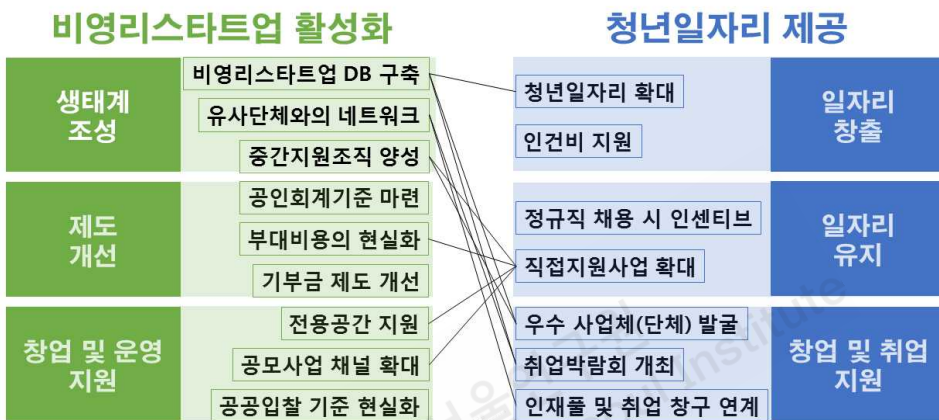 비영리스타트업 활성화
청년일자리 제공
생태계
조성
비영리스타트업 DB 구축
유사단체와의 네트워크
중간지원조직 양성
청년일자리 확대
인건비 지원
일자리
창출
제도
개선
공인회계기준 마련
부대비용의 현실화
기부금 제도 개선
정규직 채용 시 인센티브
직접지원사업 확대
일자리
유지
창업 및 운영
지원
전용공간 지원
공모사업 채널 확대
공공입찰 기준 현실화
우수 사업체(단체) 발굴
취업박람회 개최
인재풀 및 취업 창구 연계
창업 및 취업
지원